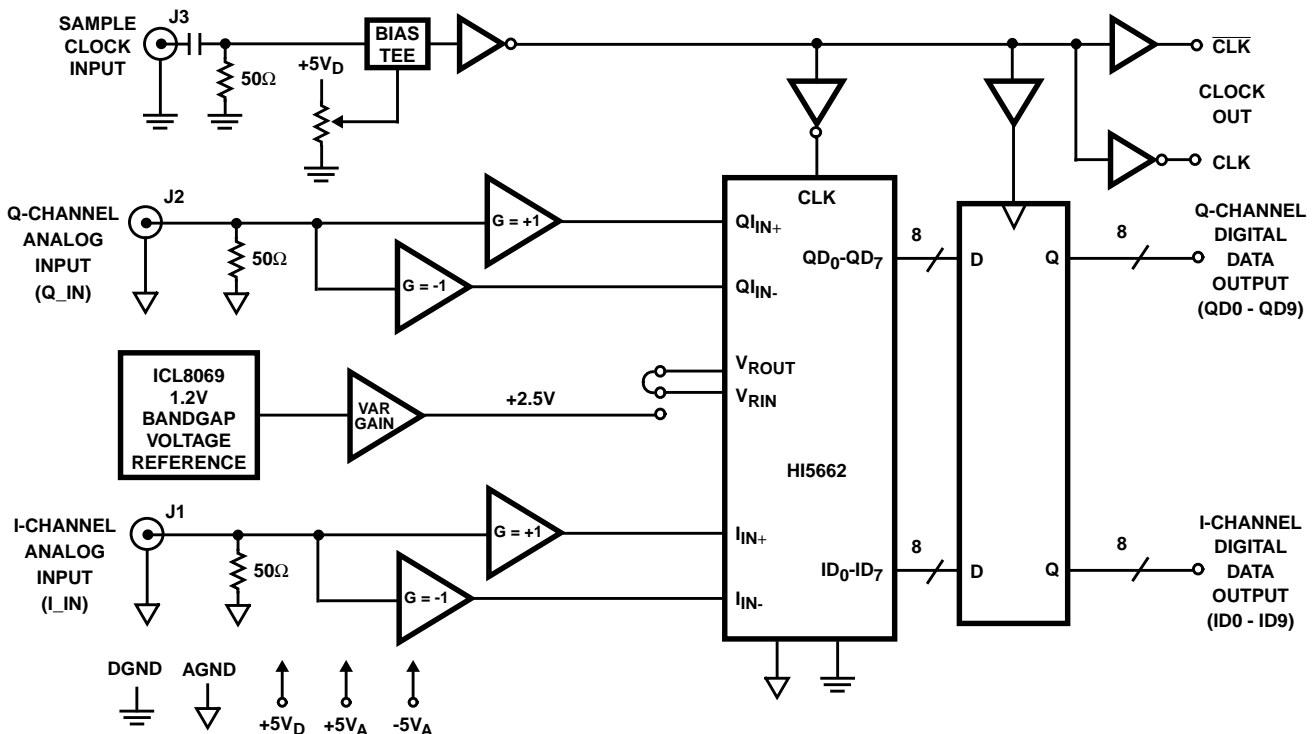 SAMPLE
CLOCK
INPUT
J3
50Ω
+5VD
BIAS
TEE
CLK
CLOCK
OUT
CLK
Q-CHANNEL
ANALOG
INPUT
(Q_IN)
J2
50Ω
G = +1
G = -1
CLK
QIIN+
QIIN-
QD0-QD7
8
D
Q
8
Q-CHANNEL
DIGITAL
DATA
OUTPUT
(QD0 - QD9)
ICL8069
1.2V
BANDGAP
VOLTAGE
REFERENCE
VAR
GAIN
+2.5V
VROUT
VRIN
HI5662
I-CHANNEL
ANALOG
INPUT
(I_IN)
J1
50Ω
G = +1
G = -1
IIN+
IIN-
ID0-ID7
8
D
Q
8
I-CHANNEL
DIGITAL
DATA
OUTPUT
(ID0 - ID9)
DGND
AGND
+5VD
+5VA
-5VA